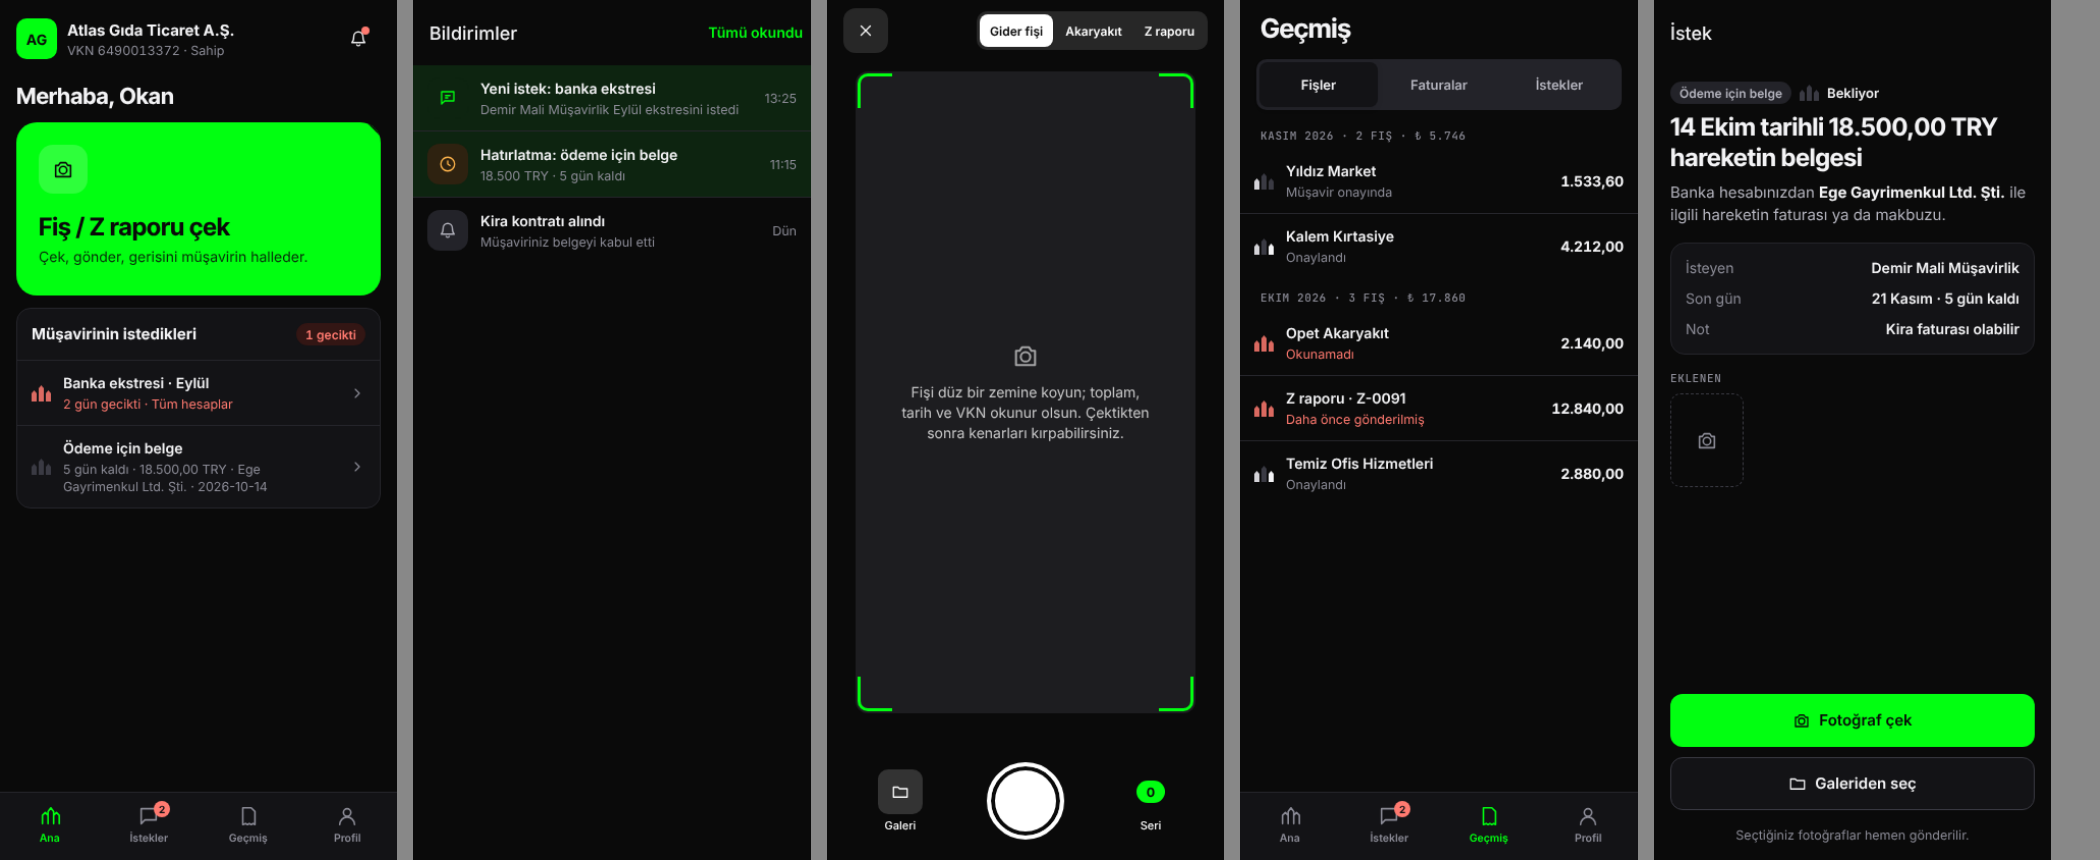 AG
Atlas Gıda Ticaret A.Ş.
VKN 6490013372 · Sahip
Merhaba, Okan
Fiş / Z raporu çek
Çek, gönder, gerisini müşavirin halleder.
Müşavirinin istedikleri
1 gecikti
Banka ekstresi · Eylül
2 gün gecikti · Tüm hesaplar
Ödeme için belge
5 gün kaldı · 18.500,00 TRY · Ege
Gayrimenkul Ltd. Şti. · 2026-10-14
Ana
2
İstekler
Geçmiş
Profil
Bildirimler
Tümü okundu
Yeni istek: banka ekstresi
Demir Mali Müşavirlik Eylül ekstresini istedi
13:25
Hatırlatma: ödeme için belge
18.500 TRY · 5 gün kaldı
11:15
Kira kontratı alındı
Müşaviriniz belgeyi kabul etti
Dün
Gider fişi
Akaryakıt
Z raporu
Fişi düz bir zemine koyun; toplam,
tarih ve VKN okunur olsun. Çektikten
sonra kenarları kırpabilirsiniz.
Galeri
0
Seri
Geçmiş
Fişler
Faturalar
İstekler
KASIM 2026 · 2 FIŞ · ₺ 5.746
Yıldız Market
Müşavir onayında
1.533,60
Kalem Kırtasiye
Onaylandı
4.212,00
EKIM 2026 · 3 FIŞ · ₺ 17.860
Opet Akaryakıt
Okunamadı
2.140,00
Z raporu · Z-0091
Daha önce gönderilmiş
12.840,00
Temiz Ofis Hizmetleri
Onaylandı
2.880,00
Ana
2
İstekler
Geçmiş
Profil
İstek
Ödeme için belge
Bekliyor
14 Ekim tarihli 18.500,00 TRY
hareketin belgesi
Banka hesabınızdan Ege Gayrimenkul Ltd. Şti. ile
ilgili hareketin faturası ya da makbuzu.
İsteyen
Demir Mali Müşavirlik
Son gün
21 Kasım · 5 gün kaldı
Not
Kira faturası olabilir
EKLENEN
Fotoğraf çek
Galeriden seç
Seçtiğiniz fotoğraflar hemen gönderilir.